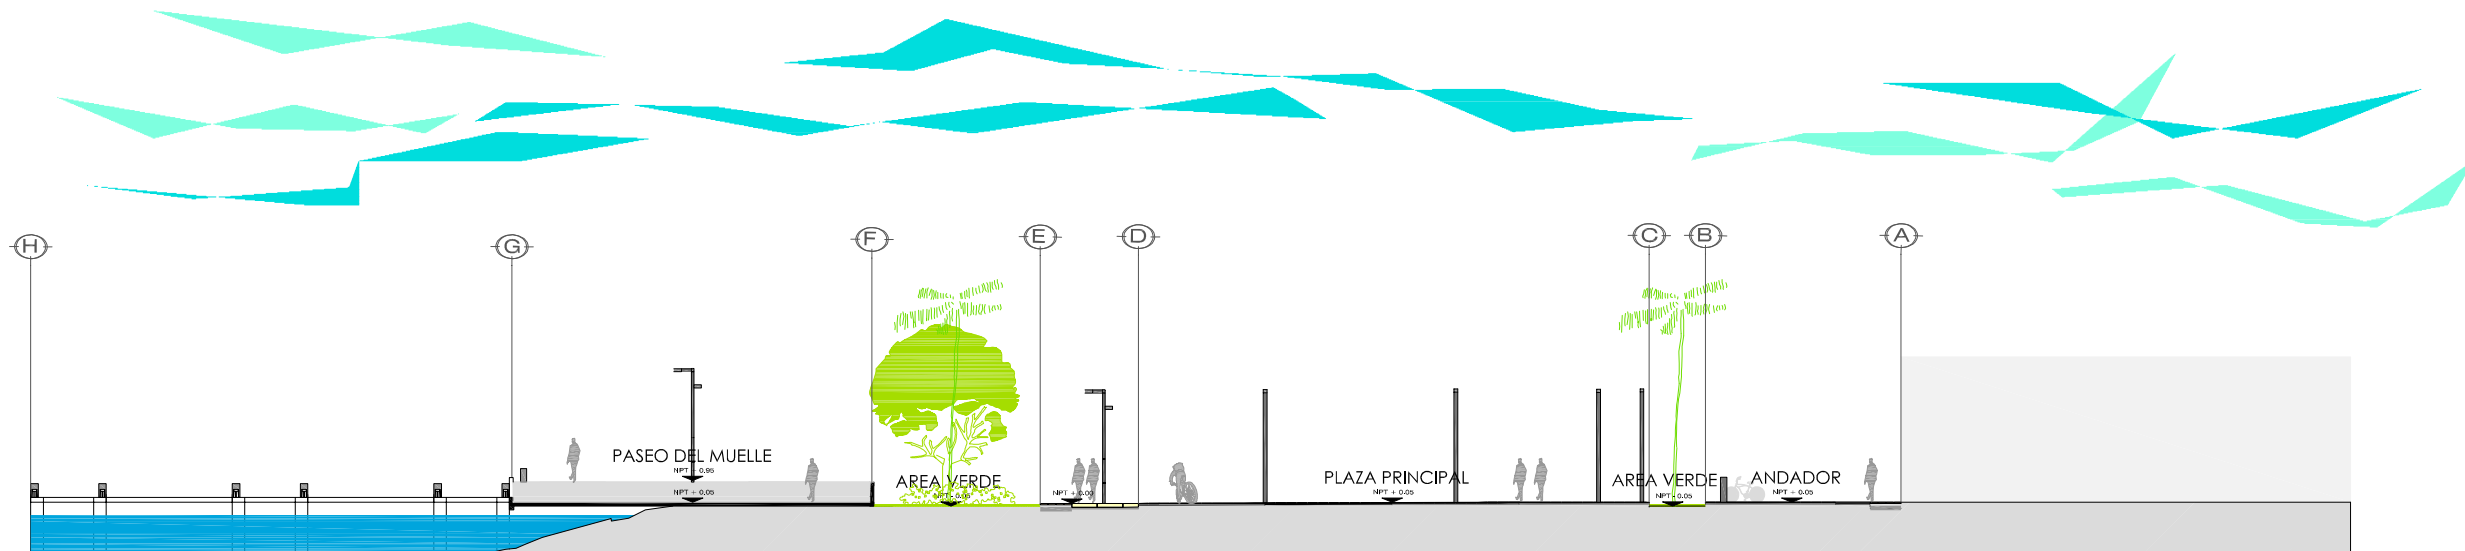 H
G
F
E
D
C
B
A
PASEO DEL MUELLE
NPT + 0.95
NPT + 0.05
AREA VERDE
NPT - 0.05
NPT + 0.00
PLAZA PRINCIPAL
NPT + 0.05
AREA VERDE
NPT - 0.05
ANDADOR
NPT + 0.05